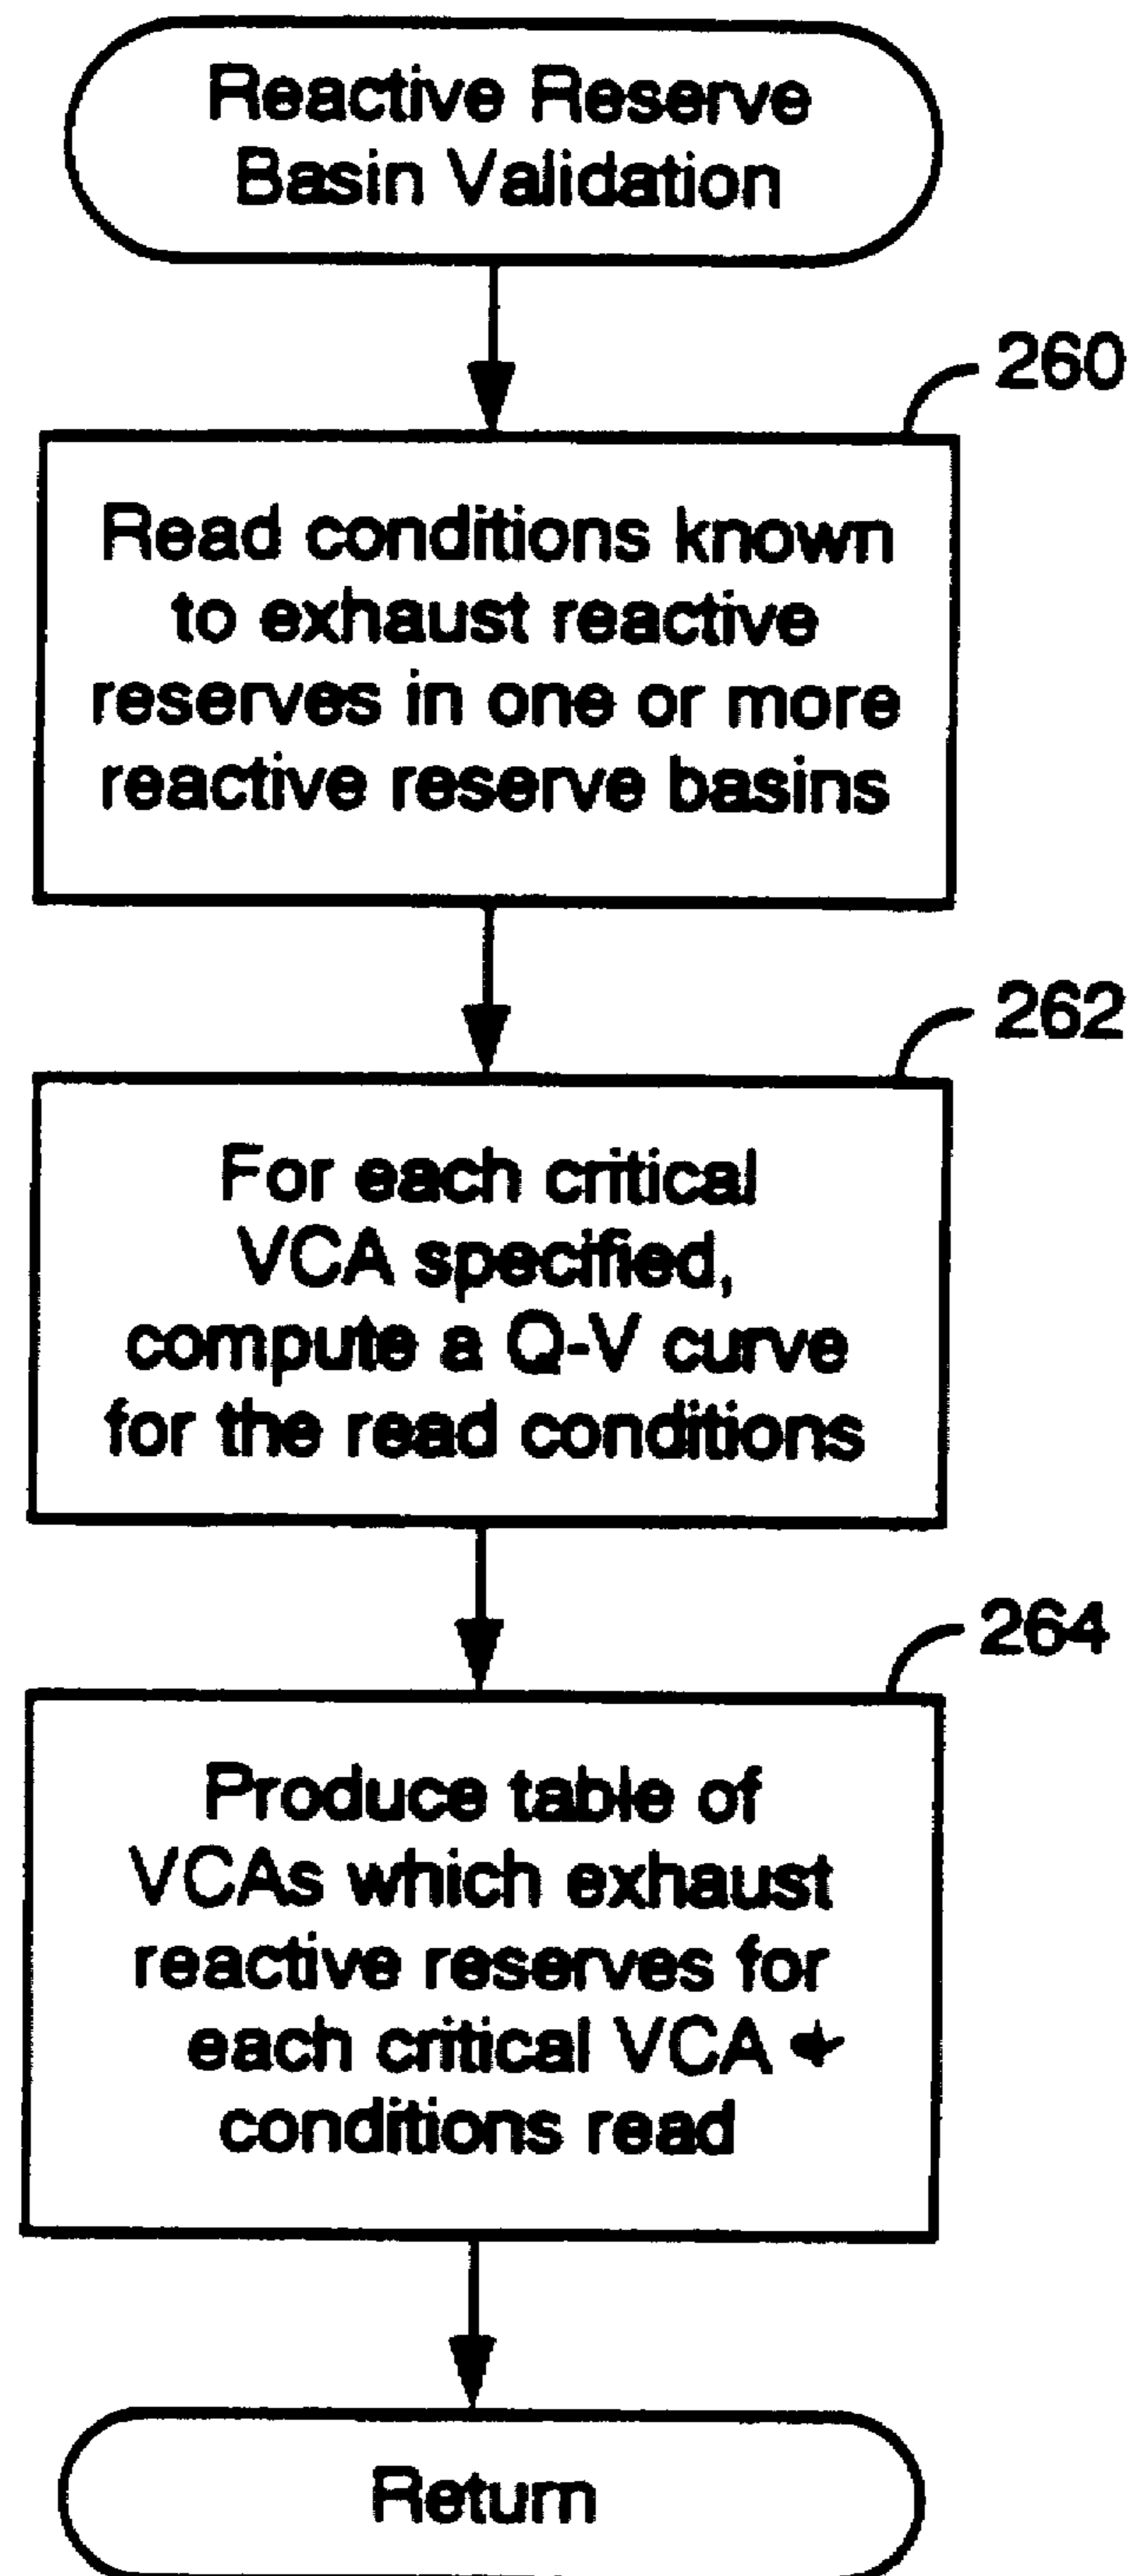 Reactive Reserve
Basin Validation
260
Read conditions known
to exhaust reactive
reserves in one or more
reactive reserve basins
262
For each critical
VCA specified,
compute a Q-V curve
for the read conditions
264
Produce table of
VCAs which exhaust
reactive reserves for
each critical VCA +
conditions read
Return